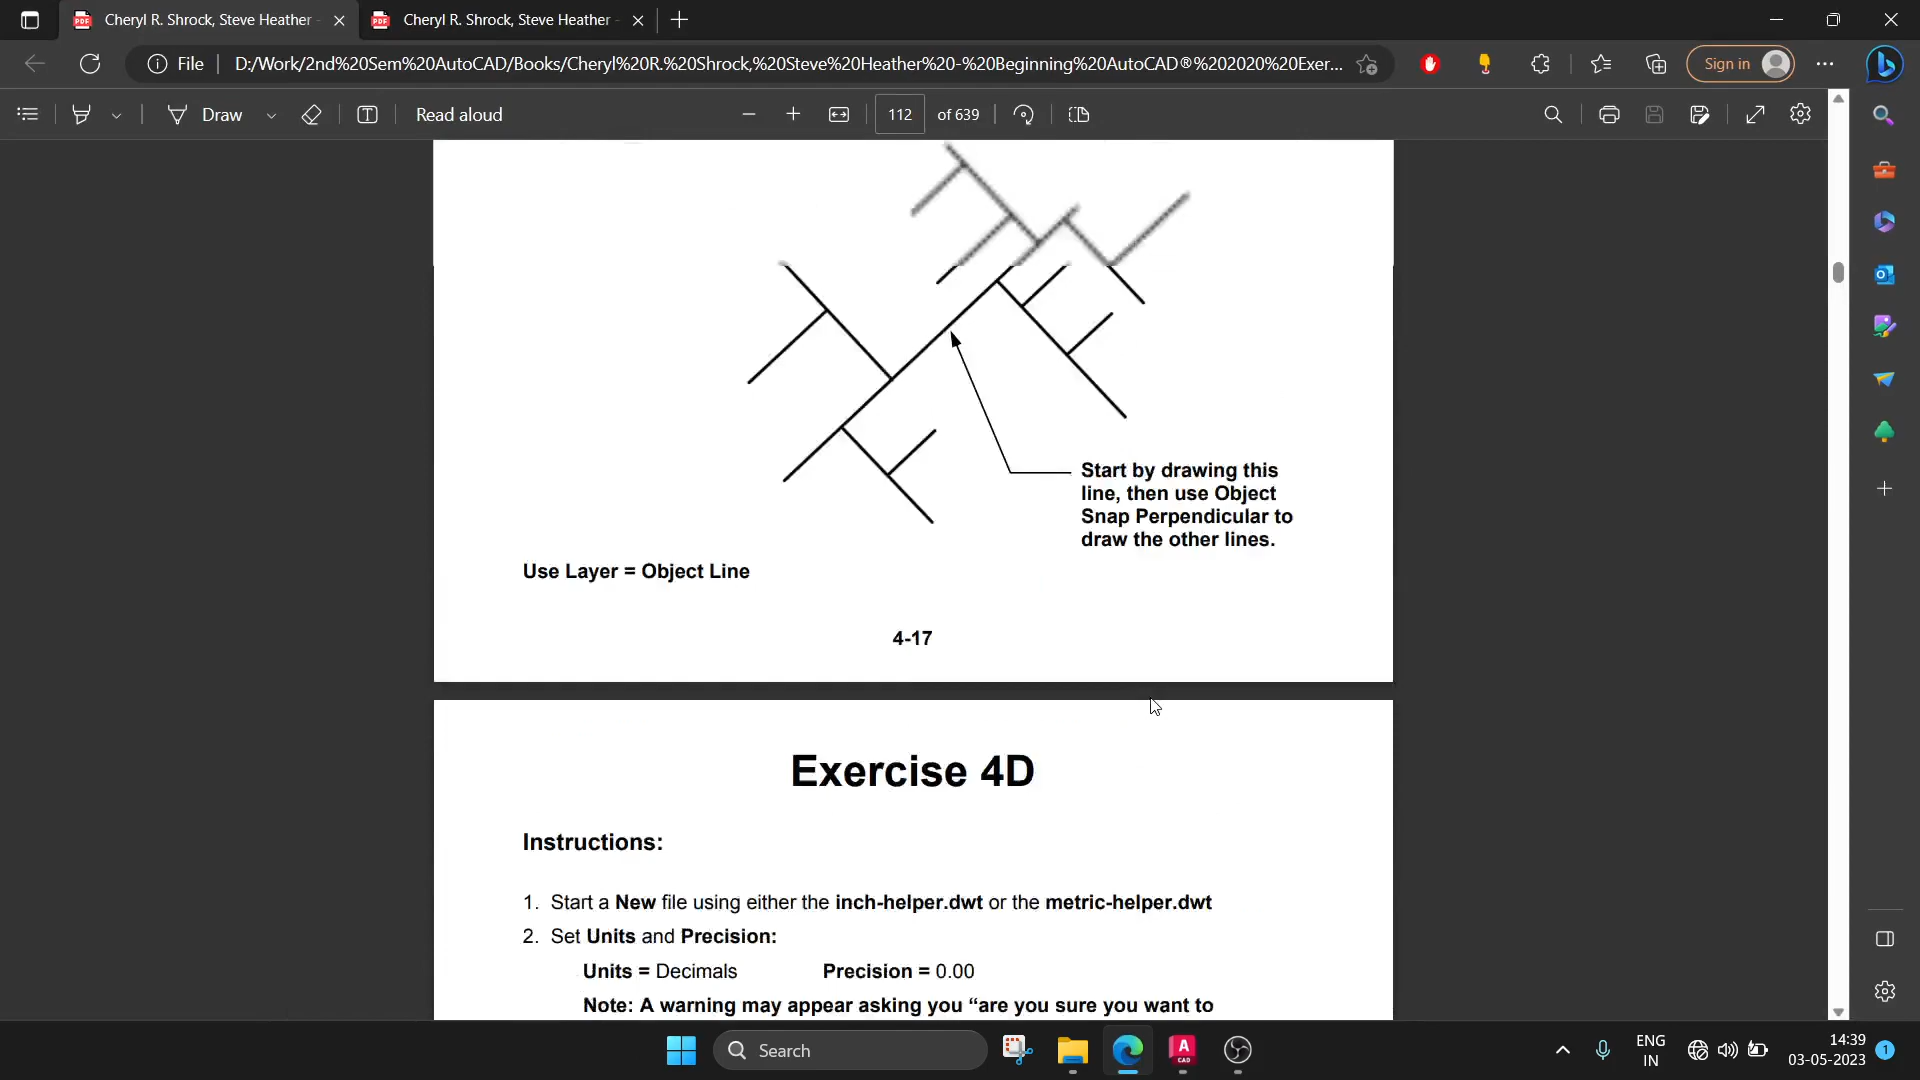 Cheryl R. Shrock, Steve Heather -
Cheryl R. Shrock, Steve Heather -
File
D:/Work/2nd%20Sem%20AutoCAD/Books/Cheryl%20R.%20Shrock,%20Steve%20Heather%20-%20Beginning%20AutoCAD®%202020%20Exer...
Sign in
Draw
Read aloud
112
of 639
Start by drawing this
line, then use Object
Snap Perpendicular to
draw the other lines.
Use Layer = Object Line
4-17
Exercise 4D
Instructions:
1. Start a New file using either the inch-helper.dwt or the metric-helper.dwt
2. Set Units and Precision:
Units = Decimals Precision = 0.00
Note: A warning may appear asking you “are you sure you want to
Search
ENG
IN
14:39
03-05-2023
1